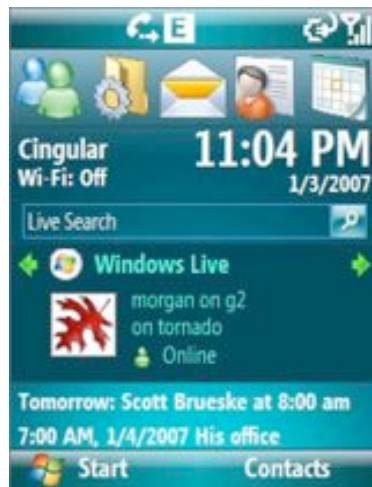 E
Cingular
11:04 PM
Wi-Fi: Off
1/3/2007
Live Search
Windows Live
morgan on g2
on tornado
Online
Tomorrow: Scott Brueske at 8:00 am
7:00 AM, 1/4/2007 His office
Start
Contacts